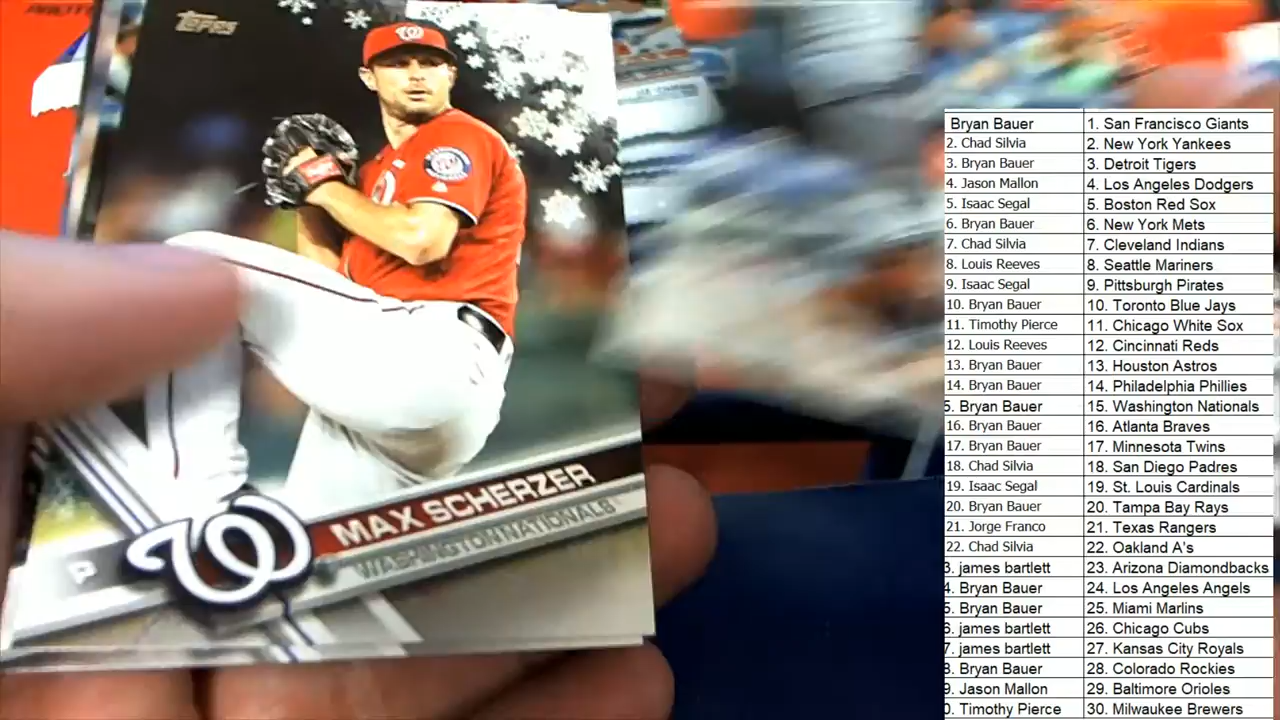 TOPPS
MAX SCHERZER
WASHINGTON NATIONALS
P
Bryan Bauer 1. San Francisco Giants
2. Chad Silvia 2. New York Yankees
3. Bryan Bauer 3. Detroit Tigers
4. Jason Mallon 4. Los Angeles Dodgers
5. Isaac Segal 5. Boston Red Sox
6. Bryan Bauer 6. New York Mets
7. Chad Silvia 7. Cleveland Indians
8. Louis Reeves 8. Seattle Mariners
9. Isaac Segal 9. Pittsburgh Pirates
10. Bryan Bauer 10. Toronto Blue Jays
11. Timothy Pierce 11. Chicago White Sox
12. Louis Reeves 12. Cincinnati Reds
13. Bryan Bauer 13. Houston Astros
14. Bryan Bauer 14. Philadelphia Phillies
5. Bryan Bauer 15. Washington Nationals
16. Bryan Bauer 16. Atlanta Braves
17. Bryan Bauer 17. Minnesota Twins
18. Chad Silvia 18. San Diego Padres
19. Isaac Segal 19. St. Louis Cardinals
20. Bryan Bauer 20. Tampa Bay Rays
21. Jorge Franco 21. Texas Rangers
22. Chad Silvia 22. Oakland A's
3. james bartlett 23. Arizona Diamondbacks
4. Bryan Bauer 24. Los Angeles Angels
5. Bryan Bauer 25. Miami Marlins
6. james bartlett 26. Chicago Cubs
7. james bartlett 27. Kansas City Royals
8. Bryan Bauer 28. Colorado Rockies
9. Jason Mallon 29. Baltimore Orioles
0. Timothy Pierce 30. Milwaukee Brewers